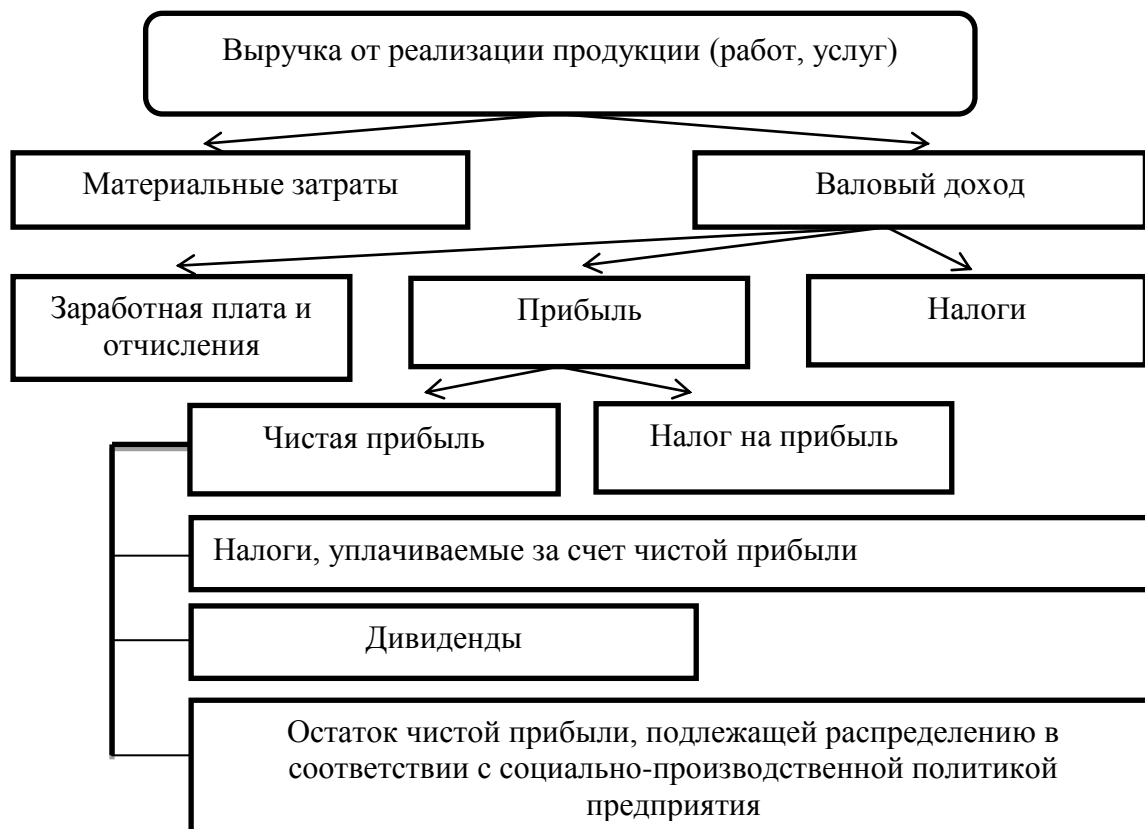 Выручка от реализации продукции (работ, услуг)
Материальные затраты
Валовый доход
Заработная плата и
отчисления
Прибыль
Налоги
Чистая прибыль
Налог на прибыль
Налоги, уплачиваемые за счет чистой прибыли
Дивиденды
Остаток чистой прибыли, подлежащей распределению в
соответствии с социально-производственной политикой
предприятия